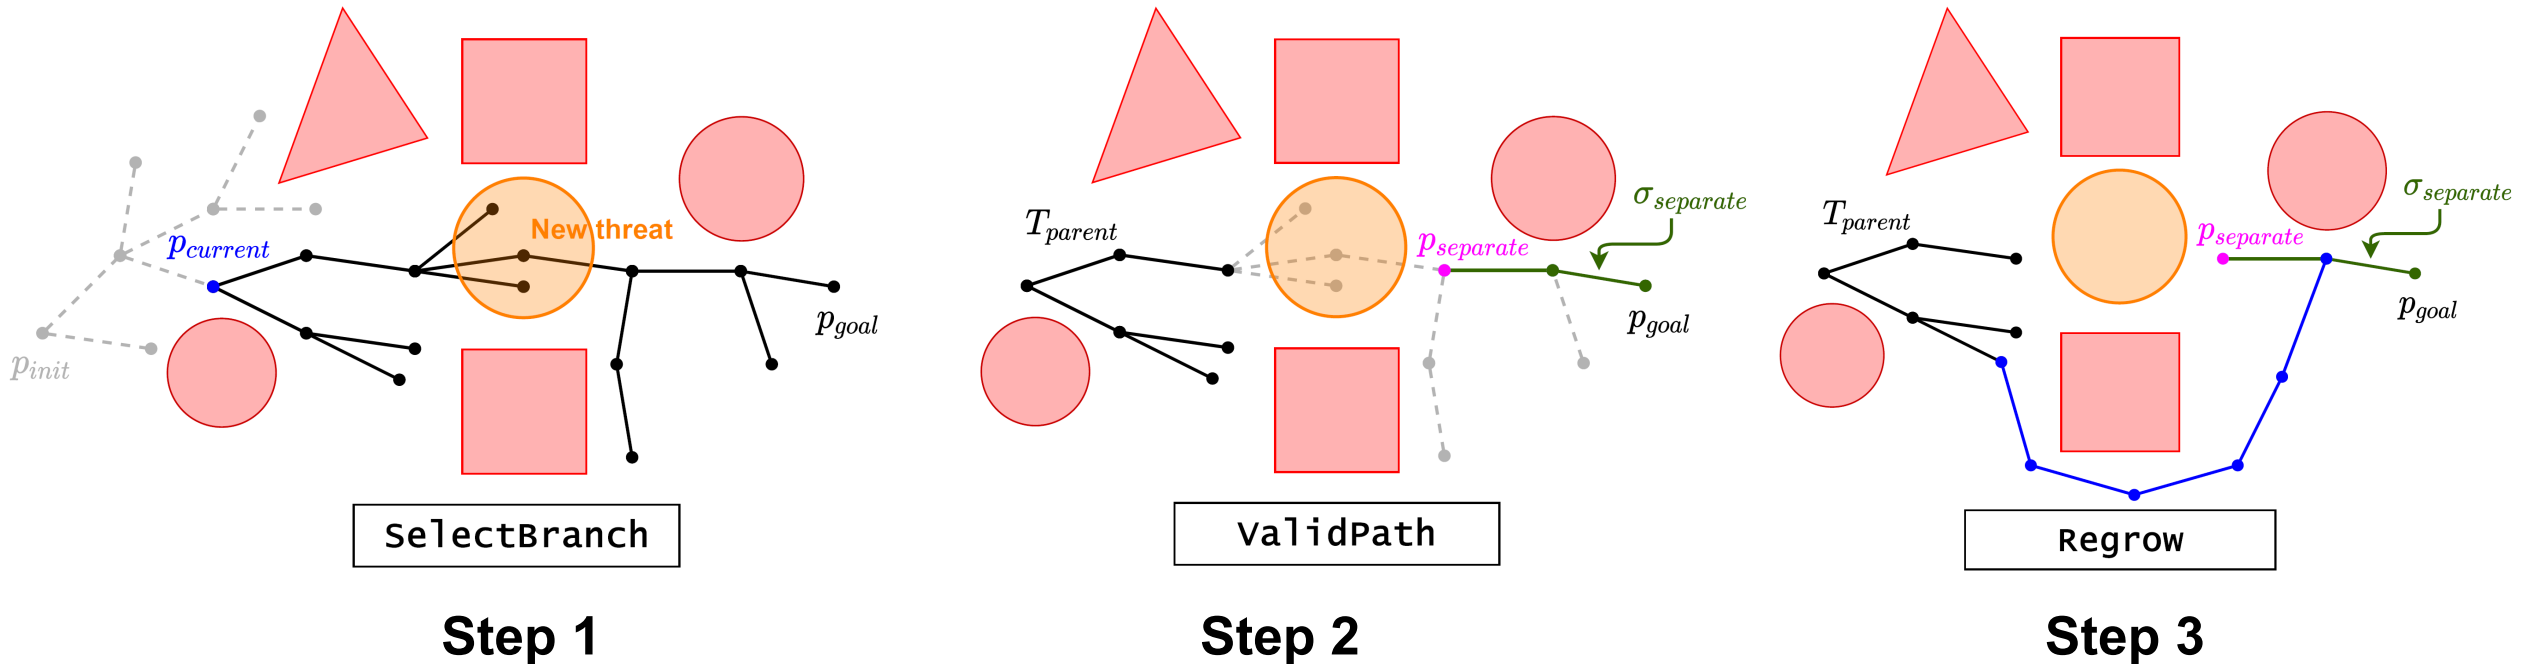 p_current
New threat
p_goal
p_init
SelectBranch
Step 1
T_parent
p_separate
σ_separate
p_goal
ValidPath
Step 2
T_parent
p_separate
σ_separate
p_goal
Regrow
Step 3